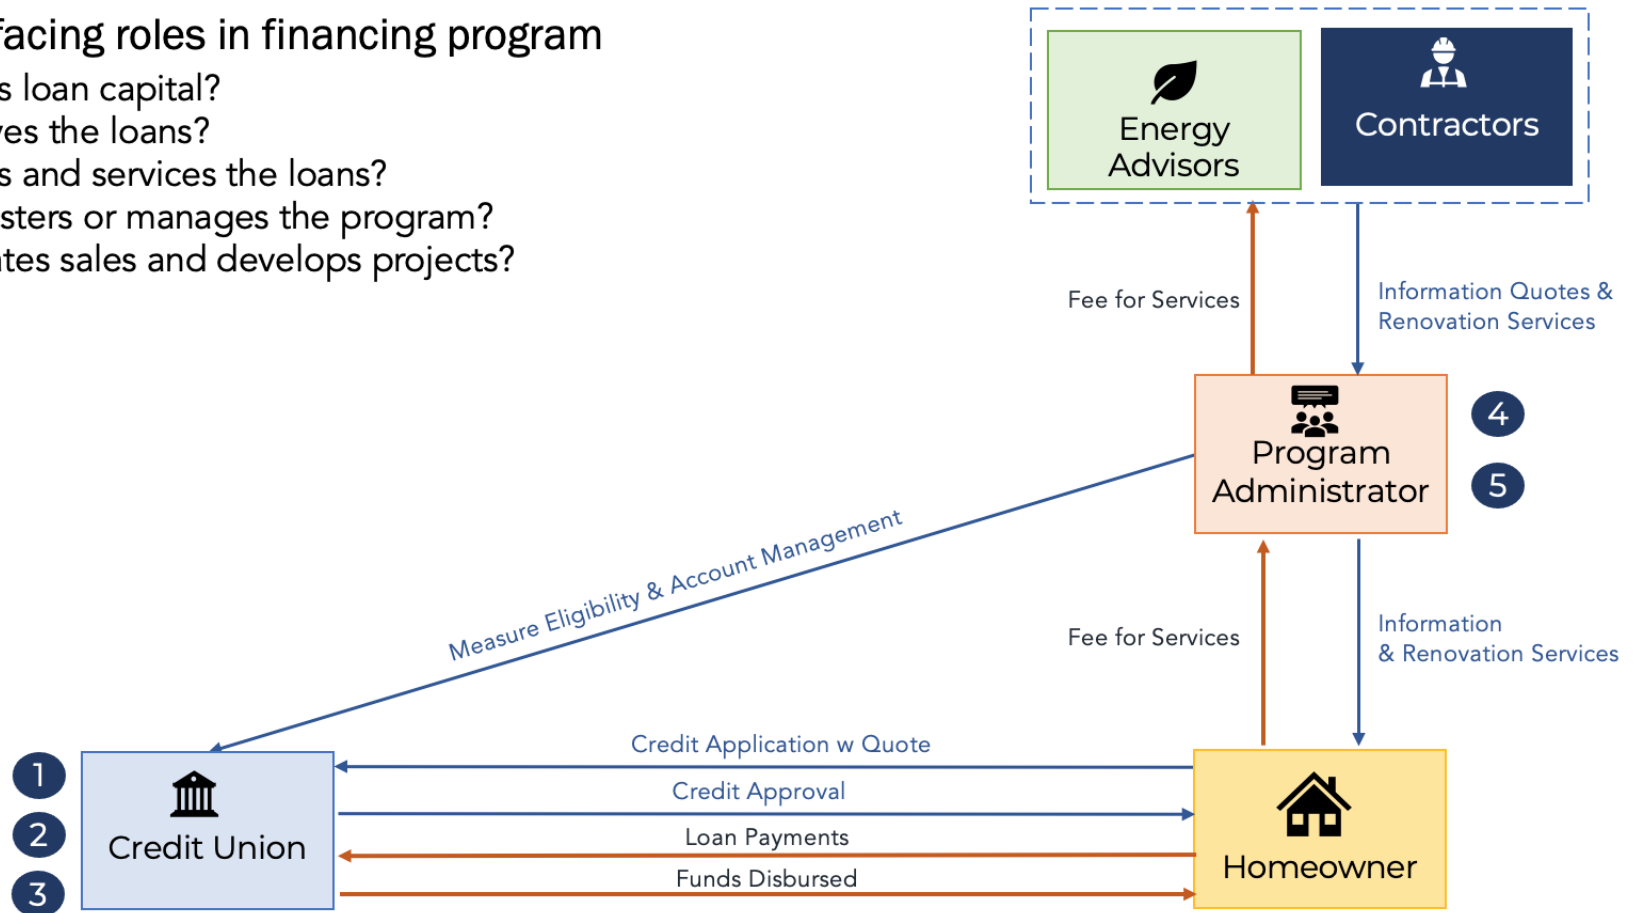 facing roles in financing program
s loan capital?
ves the loans?
s and services the loans?
sters or manages the program?
ates sales and develops projects?
Energy
Advisors
Contractors
Fee for Services
Information Quotes &
Renovation Services
Program
Administrator
4
5
Measure Eligibility & Account Management
Fee for Services
Information
& Renovation Services
1
2
3
Credit Union
Credit Application w Quote
Credit Approval
Loan Payments
Funds Disbursed
Homeowner